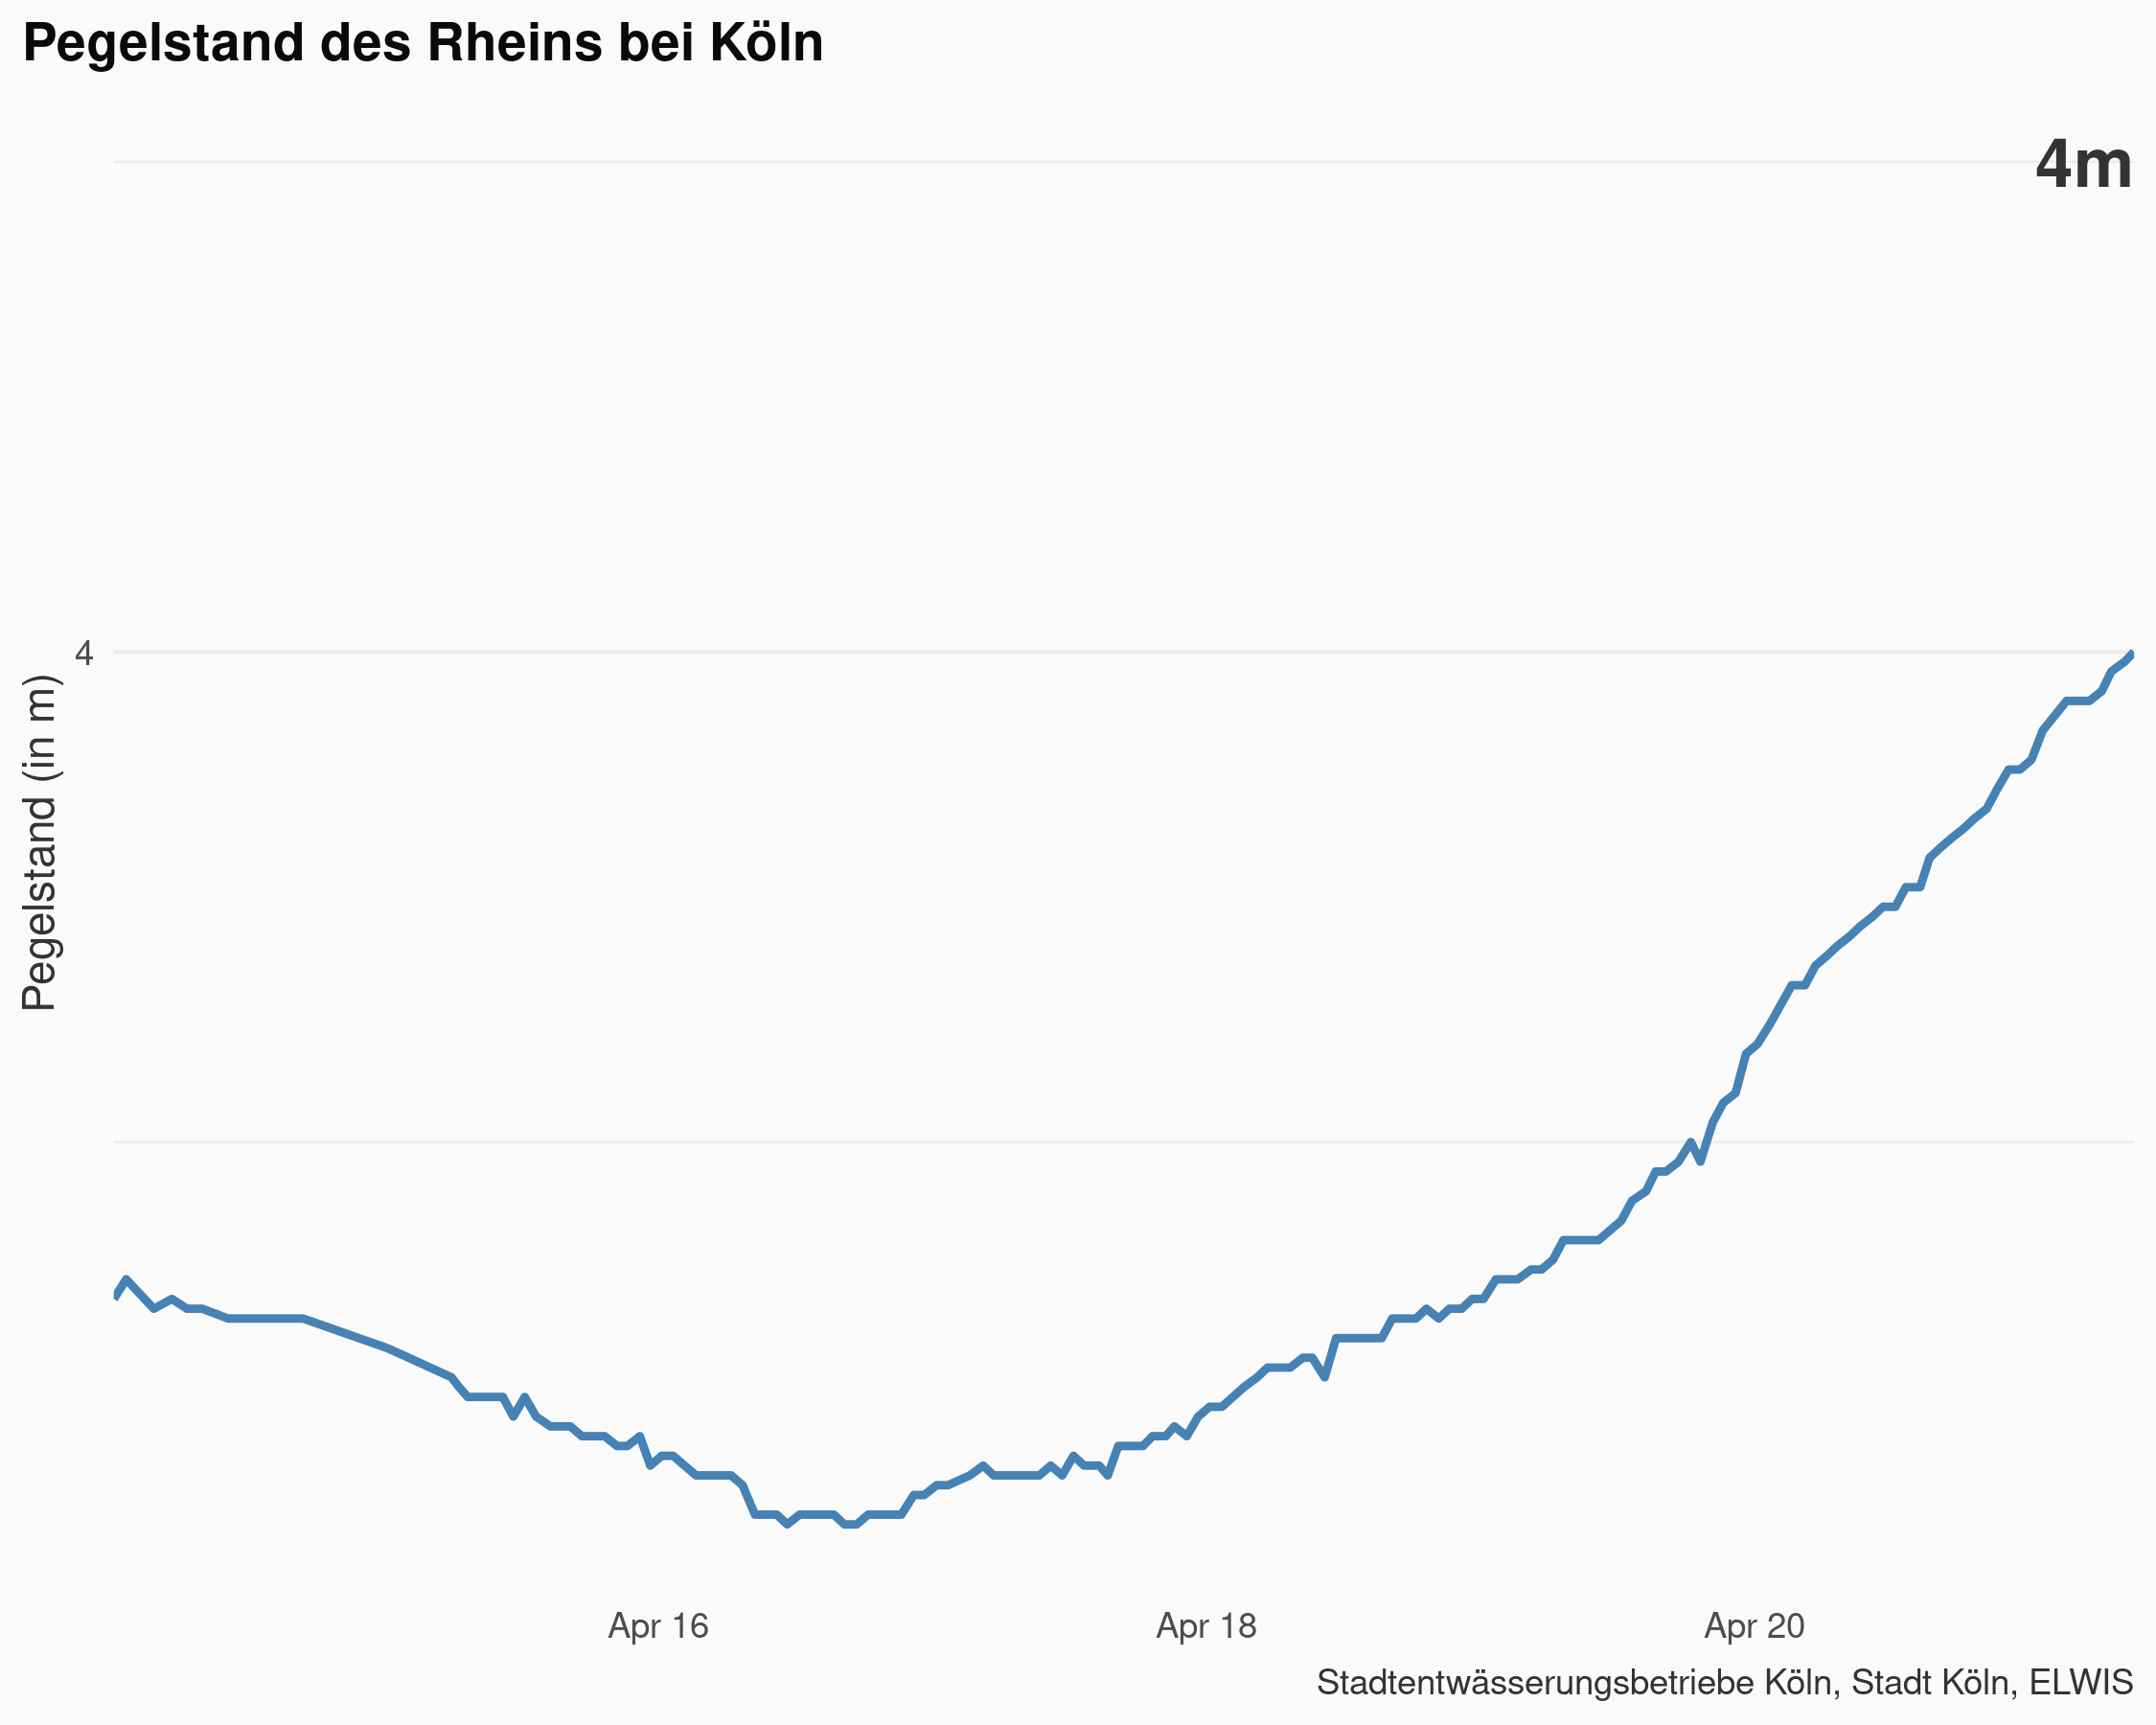 Pegelstand des Rheins bei Köln
4m
4
Pegelstand (in m)
Apr 16
Apr 18
Apr 20
Stadtentwässerungsbetriebe Köln, Stadt Köln, ELWIS